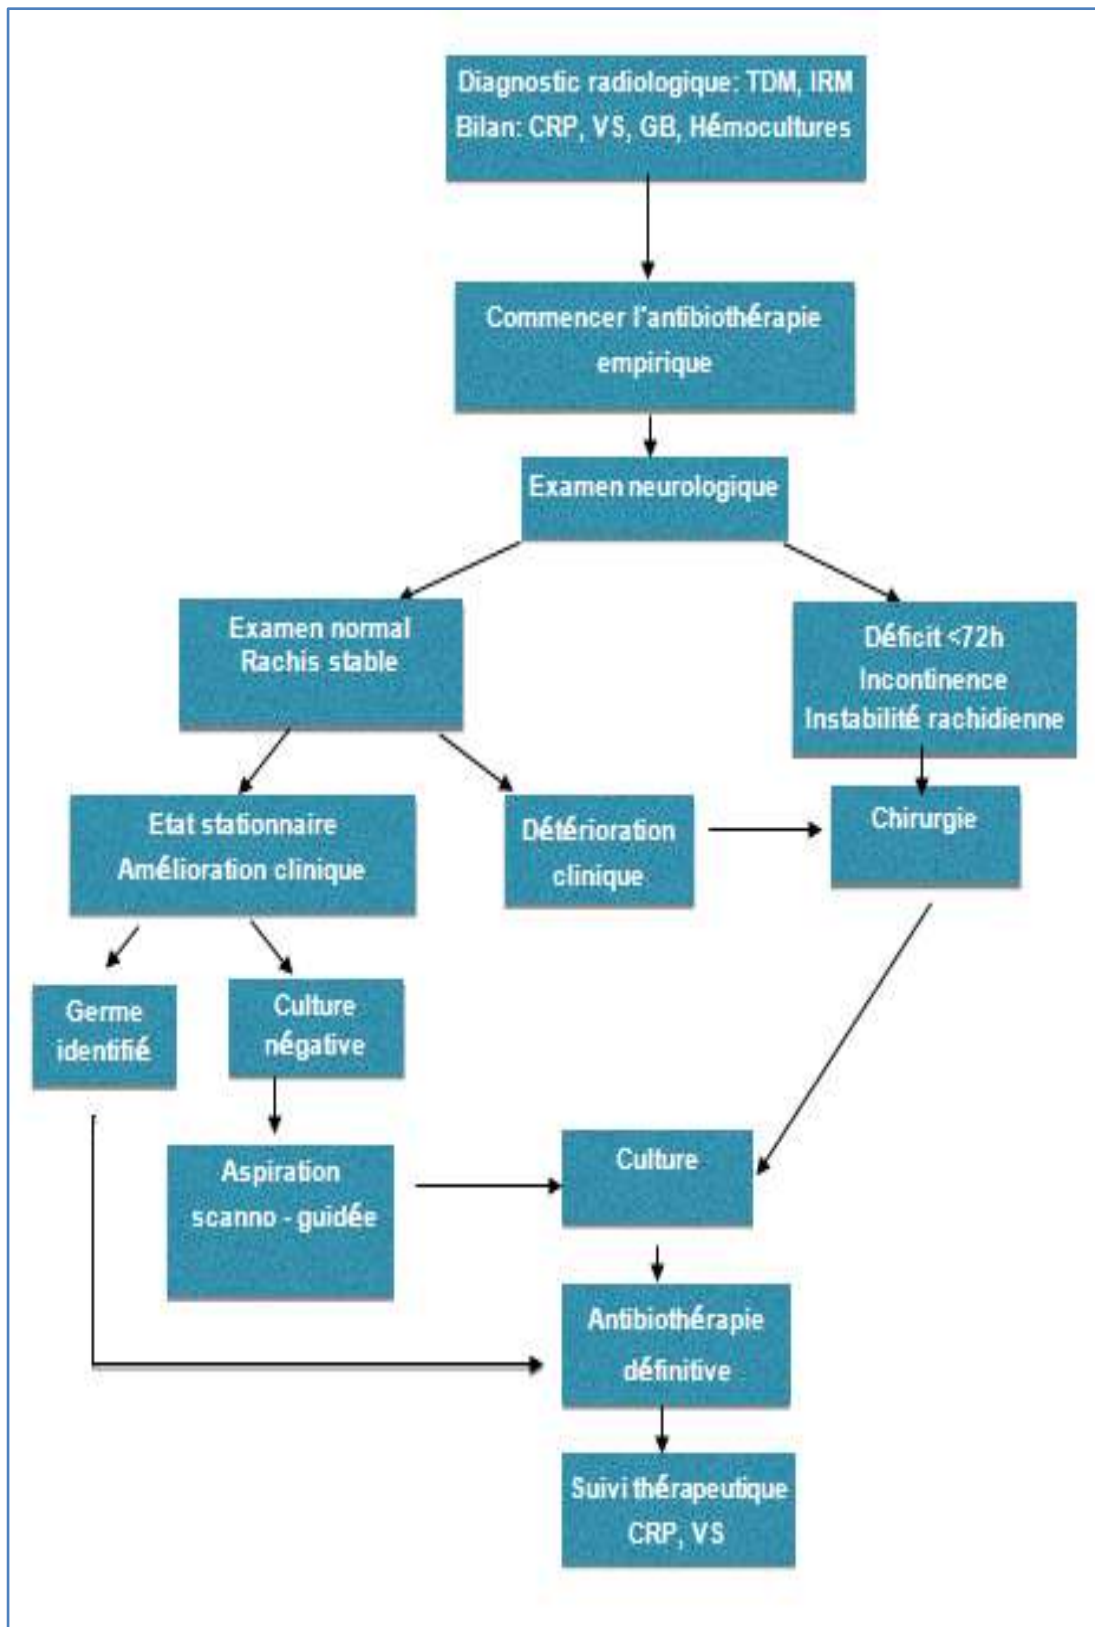 Diagnostic radiologique: TDM, IRM
Bilan: CRP, VS, GB, Hémocultures
Commencer l'antibiothérapie
empirique
Examen neurologique
Examen normal
Rachis stable
Déficit <72h
Incontinence
Instabilité rachidienne
Etat stationnaire
Amélioration clinique
Détérioration
clinique
Chirurgie
Germe
identifié
Culture
négative
Aspiration
scanno - guidée
Culture
Antibiothérapie
définitive
Suivi thérapeutique
CRP, VS